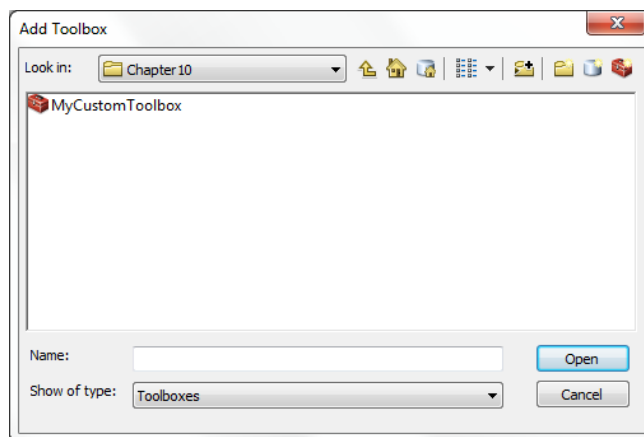 Add Toolbox
Look in: Chapter 10
MyCustomToolbox
Name:
Open
Show of type: Toolboxes
Cancel